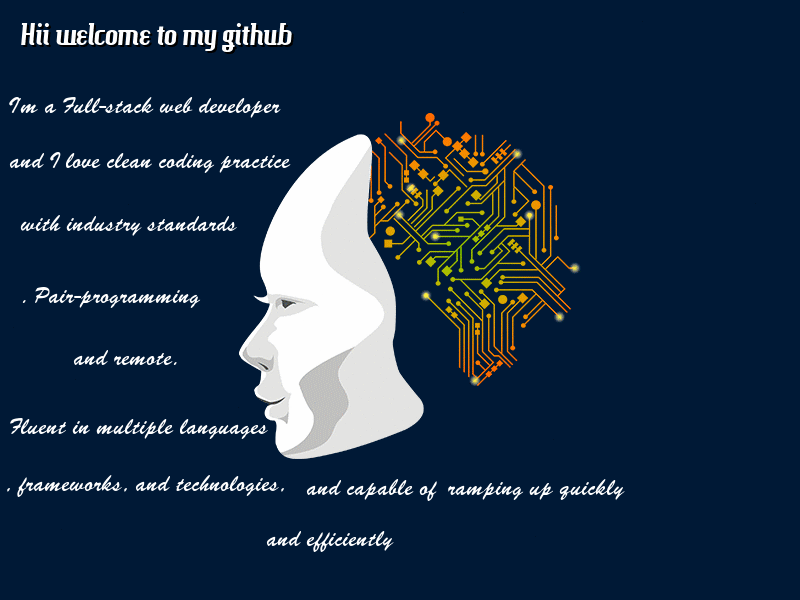 Hii welcome to my github
Im a Full-stack web developer
and I love clean coding practice
with industry standards
, Pair-programming
and remote.
Fluent in multiple languages
, frameworks, and technologies, and capable of ramping up quickly
and efficiently